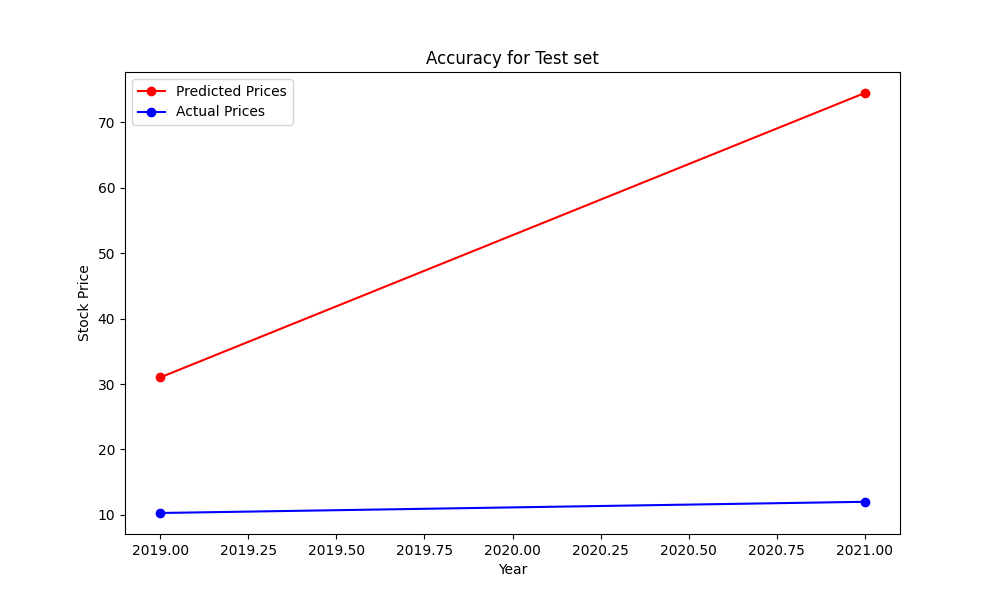 Accuracy for Test set
Predicted Prices
Actual Prices
70
60
50
40
30
20
10
Stock Price
2019.00 2019.25 2019.50 2019.75 2020.00 2020.25 2020.50 2020.75 2021.00
Year